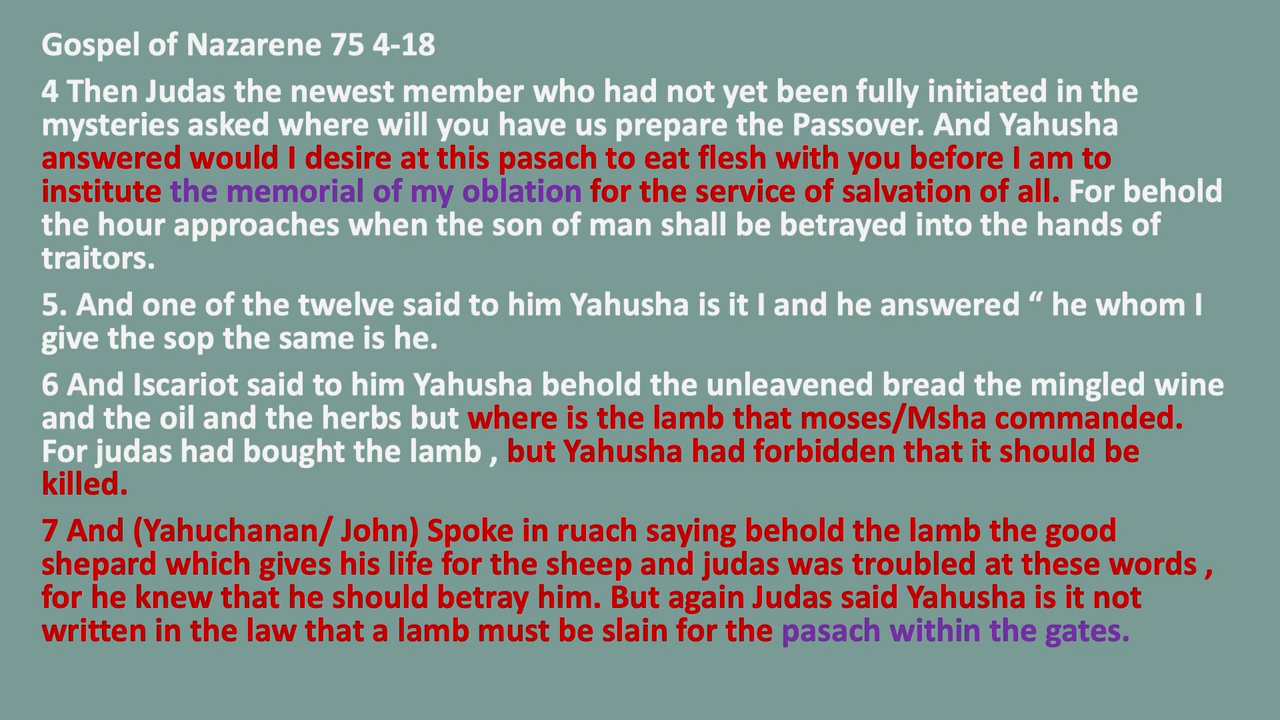 Gospel of Nazarene 75 4-18
4 Then Judas the newest member who had not yet been fully initiated in the
mysteries asked where will you have us prepare the Passover. And Yahusha
answered would I desire at this pasach to eat flesh with you before I am to
institute the memorial of my oblation for the service of salvation of all. For behold
the hour approaches when the son of man shall be betrayed into the hands of
traitors.
5. And one of the twelve said to him Yahusha is it I and he answered “ he whom I
give the sop the same is he.
6 And Iscariot said to him Yahusha behold the unleavened bread the mingled wine
and the oil and the herbs but where is the lamb that moses/Msha commanded.
For judas had bought the lamb , but Yahusha had forbidden that it should be
killed.
7 And (Yahuchanan/ John) Spoke in ruach saying behold the lamb the good
shepard which gives his life for the sheep and judas was troubled at these words ,
for he knew that he should betray him. But again Judas said Yahusha is it not
written in the law that a lamb must be slain for the pasach within the gates.